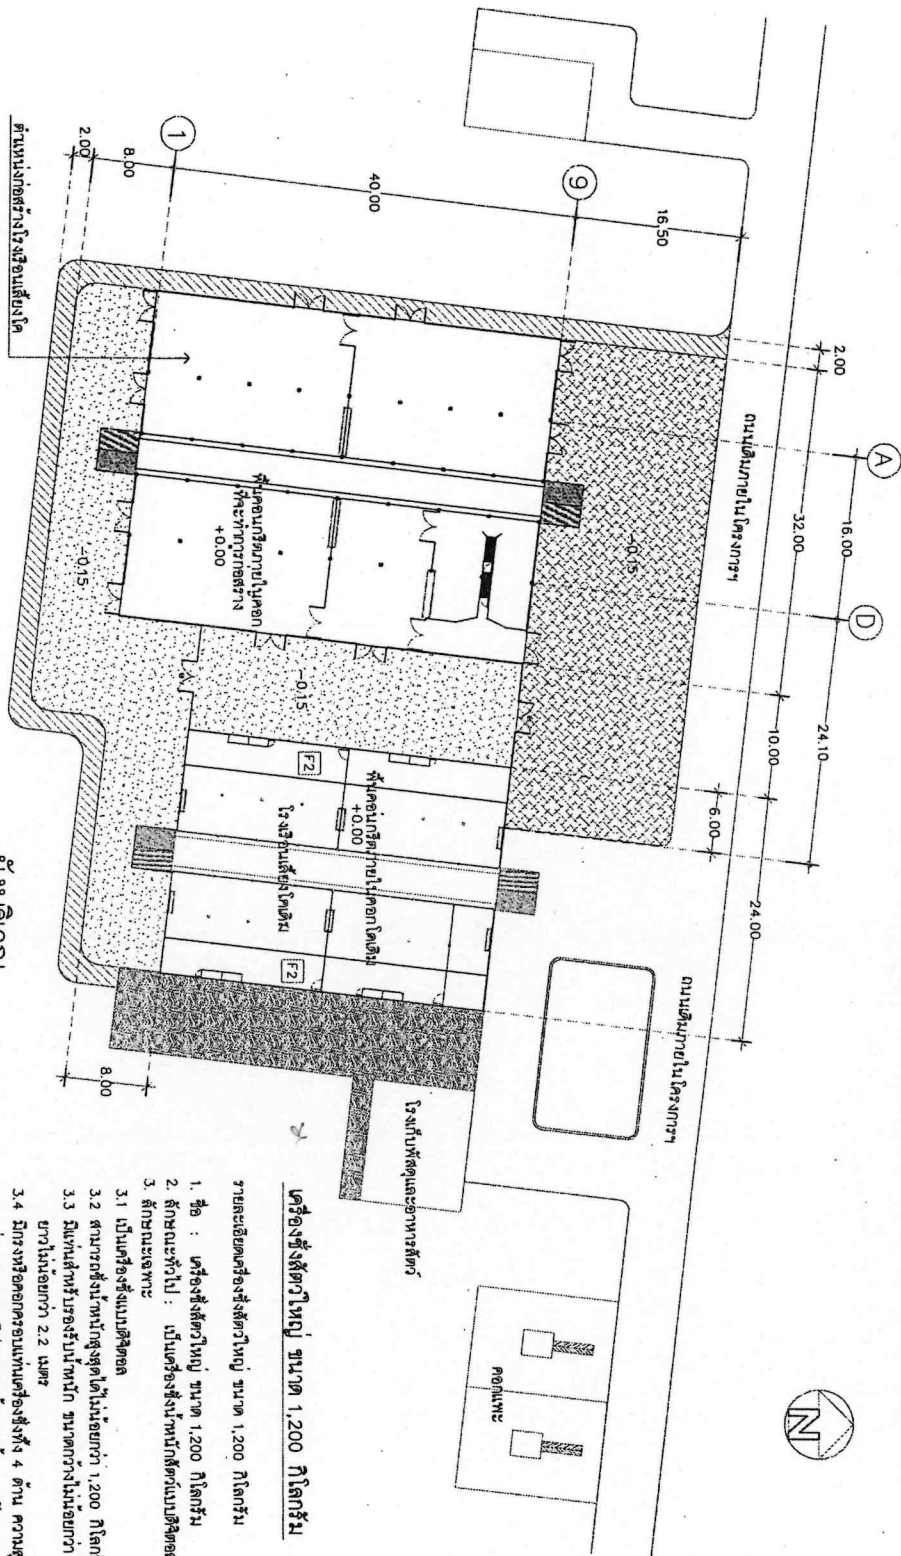 ตำแหน่งก่อสร้างโรงเรือนเลี้ยงโค
1
9
A
D
2.00
8.00
40.00
16.50
2.00
16.00
32.00
24.10
10.00
6.00
24.00
8.00
ถนนเดิมภายในโครงการฯ
ถนนเดิมภายในโครงการฯ
-0.15
-0.15
-0.15
พื้นคอนกรีตภายในคอก
ที่จะทำการก่อสร้าง
+0.00
พื้นคอนกรีตภายในคอกโคเดิม
+0.00
โรงเรือนเลี้ยงโคเดิม
F2
F2
โรงเก็บพัสดุและอาหารสัตว์
คอกแพะ
N
เครื่องชั่งสัตว์ใหญ่ ขนาด 1,200 กิโลกรัม
รายละเอียดเครื่องชั่งสัตว์ใหญ่ ขนาด 1,200 กิโลกรัม
1. ชื่อ : เครื่องชั่งสัตว์ใหญ่ ขนาด 1,200 กิโลกรัม
2. ลักษณะทั่วไป : เป็นเครื่องชั่งน้ำหนักสัตว์แบบดิจิตอล
3. ลักษณะเฉพาะ
3.1 เป็นเครื่องชั่งแบบดิจิตอล
3.2 สามารถชั่งน้ำหนักสูงสุดได้ไม่น้อยกว่า 1,200 กิโลก
3.3 มีแท่นสำหรับรองรับน้ำหนัก ขนาดกว้างไม่น้อยกว่า
ยาวไม่น้อยกว่า 2.2 เมตร
3.4 มีกรงหรือคอกครอบแท่นเครื่องชั่งทั้ง 4 ด้าน ความสู